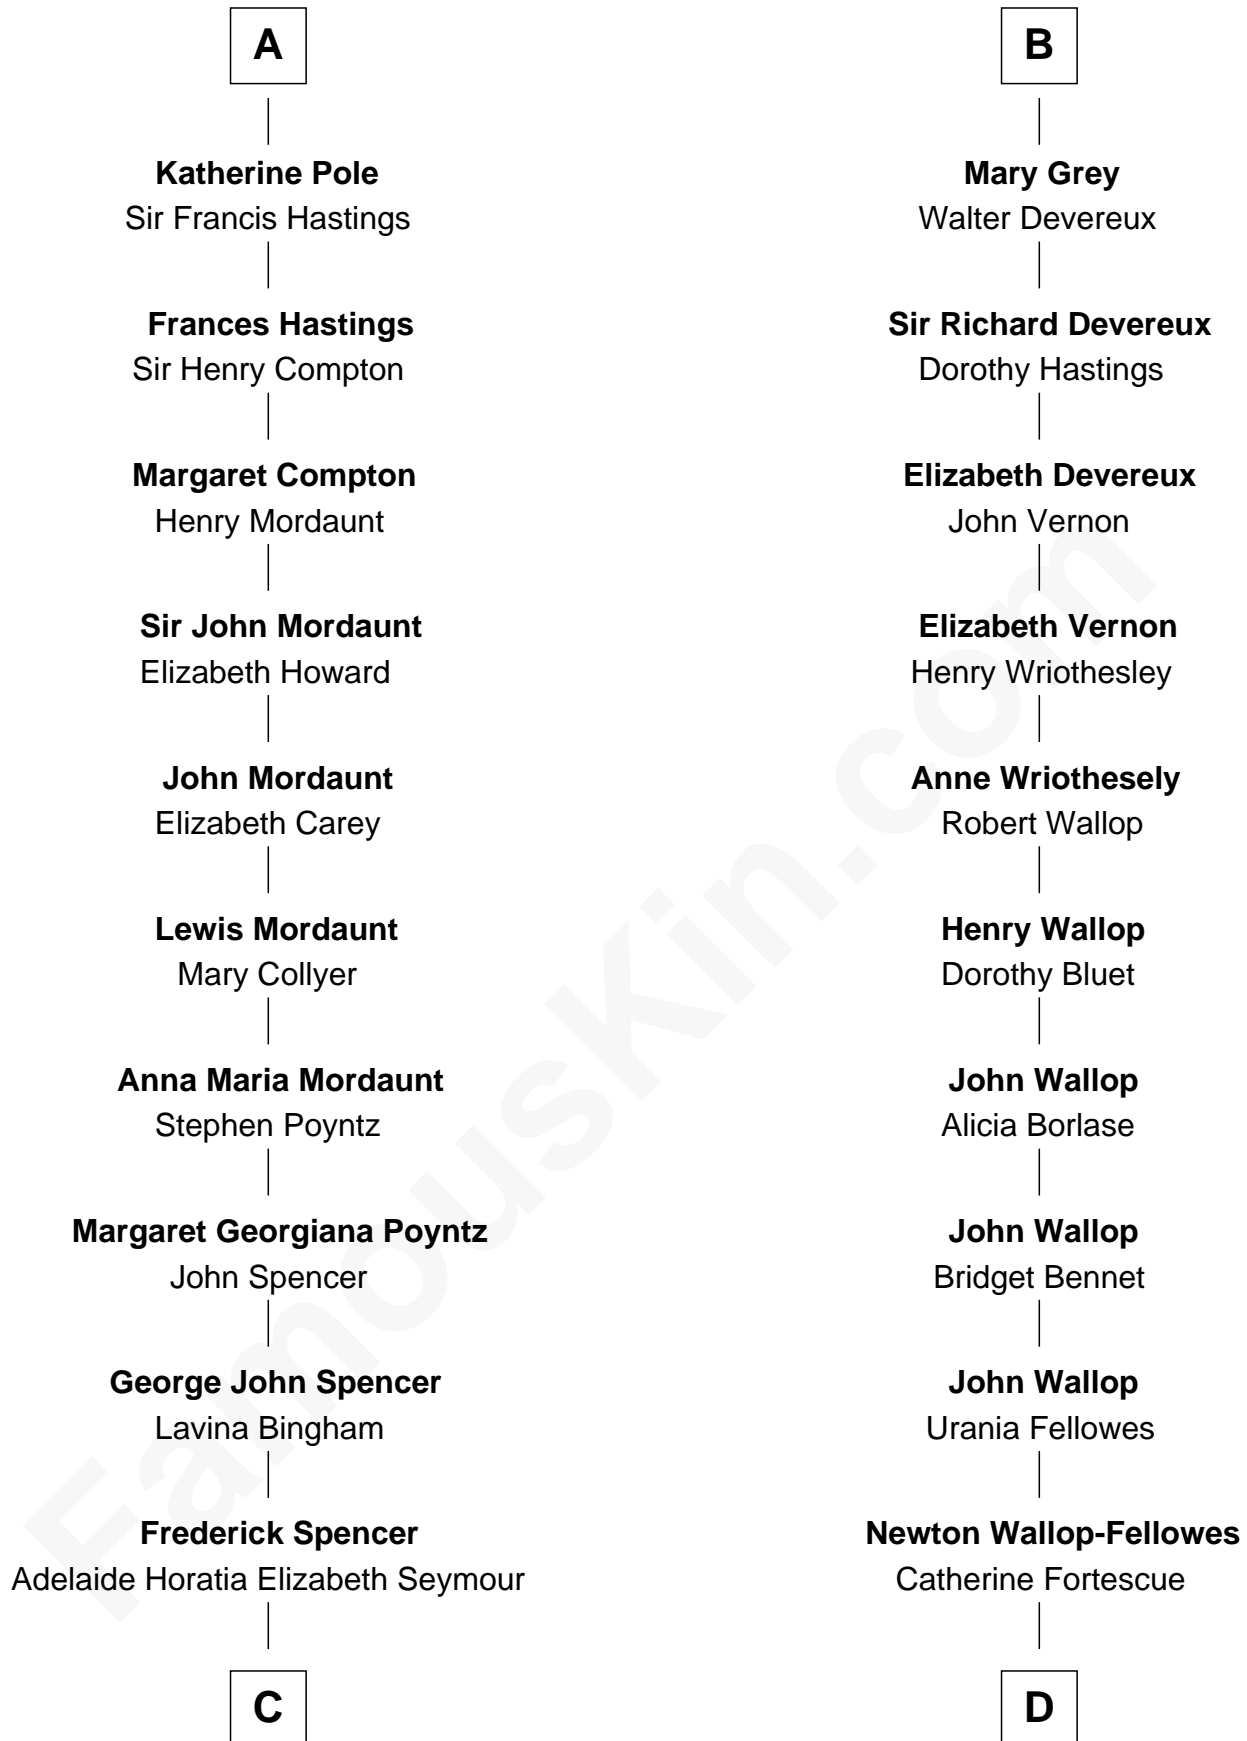 A
Katherine Pole
Sir Francis Hastings
Frances Hastings
Sir Henry Compton
Margaret Compton
Henry Mordaunt
Sir John Mordaunt
Elizabeth Howard
John Mordaunt
Elizabeth Carey
Lewis Mordaunt
Mary Collyer
Anna Maria Mordaunt
Stephen Poyntz
Margaret Georgiana Poyntz
John Spencer
George John Spencer
Lavina Bingham
Frederick Spencer
Adelaide Horatia Elizabeth Seymour
C
B
Mary Grey
Walter Devereux
Sir Richard Devereux
Dorothy Hastings
Elizabeth Devereux
John Vernon
Elizabeth Vernon
Henry Wriothesley
Anne Wriothesely
Robert Wallop
Henry Wallop
Dorothy Bluet
John Wallop
Alicia Borlase
John Wallop
Bridget Bennet
John Wallop
Urania Fellowes
Newton Wallop-Fellowes
Catherine Fortescue
D
FamousKin.com